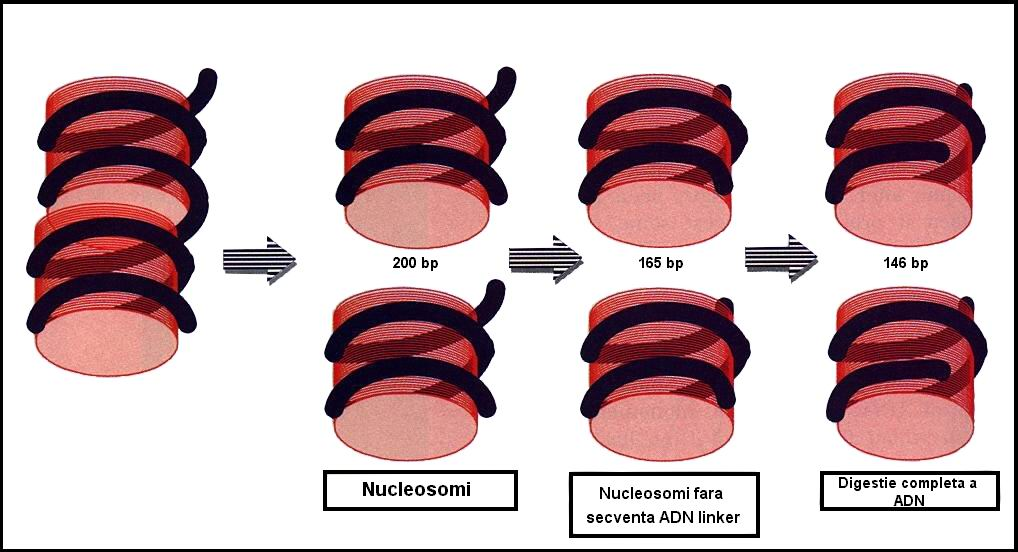 200 bp
165 bp
146 bp
Nucleosomi
Nucleosomi fara
secventa ADN linker
Digestie completa a
ADN